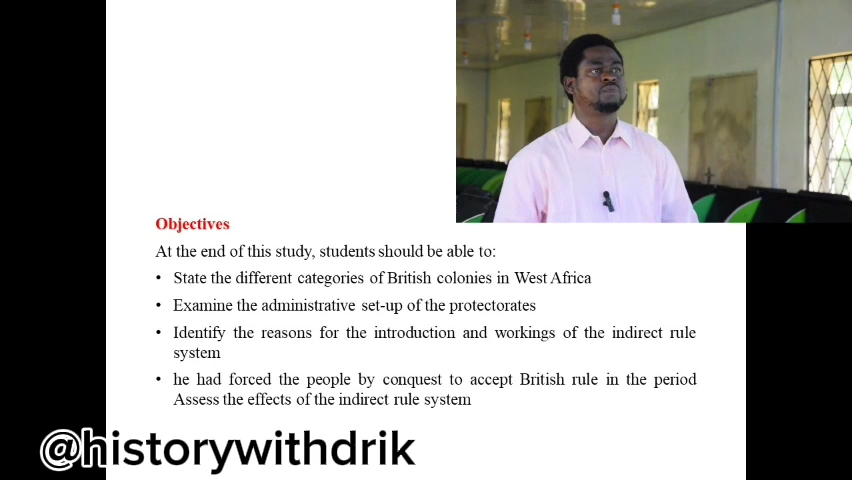 Objectives
At the end of this study, students should be able to:
• State the different categories of British colonies in West Africa
• Examine the administrative set-up of the protectorates
• Identify the reasons for the introduction and workings of the indirect rule
system
• he had forced the people by conquest to accept British rule in the period
Assess the effects of the indirect rule system
@historywithdrik